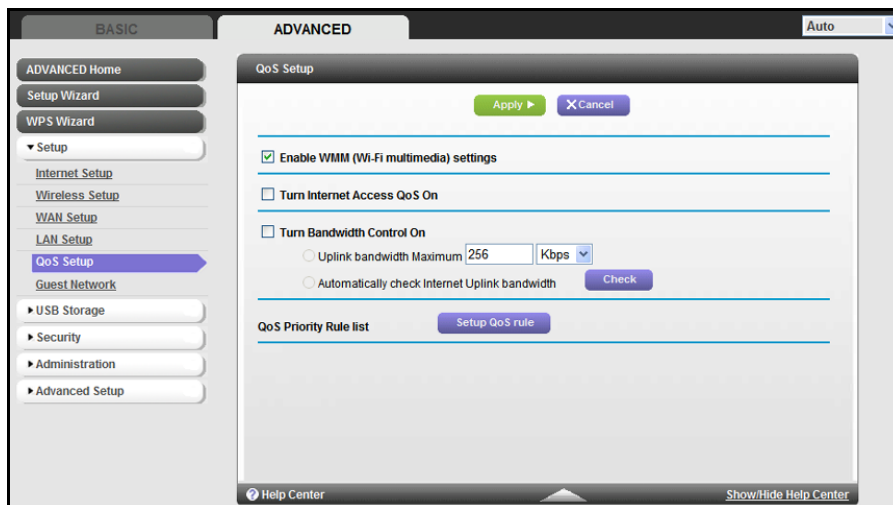 BASIC
ADVANCED
Auto
ADVANCED Home
Setup Wizard
WPS Wizard
Setup
Internet Setup
Wireless Setup
WAN Setup
LAN Setup
QoS Setup
Guest Network
USB Storage
Security
Administration
Advanced Setup
QoS Setup
Apply
Cancel
Enable WMM (Wi-Fi multimedia) settings
Turn Internet Access QoS On
Turn Bandwidth Control On
Uplink bandwidth Maximum 256 Kbps
Automatically check Internet Uplink bandwidth Check
QoS Priority Rule list Setup QoS rule
Help Center Show/Hide Help Center